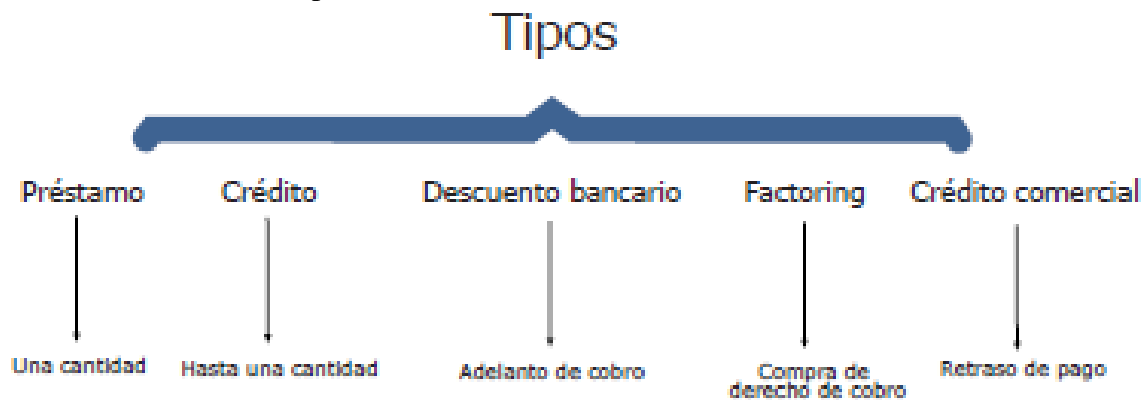 Tipos
Préstamo
Crédito
Descuento bancario
Factoring
Crédito comercial
Una cantidad
Hasta una cantidad
Adelanto de cobro
Compra de
derecho de cobro
Retraso de pago